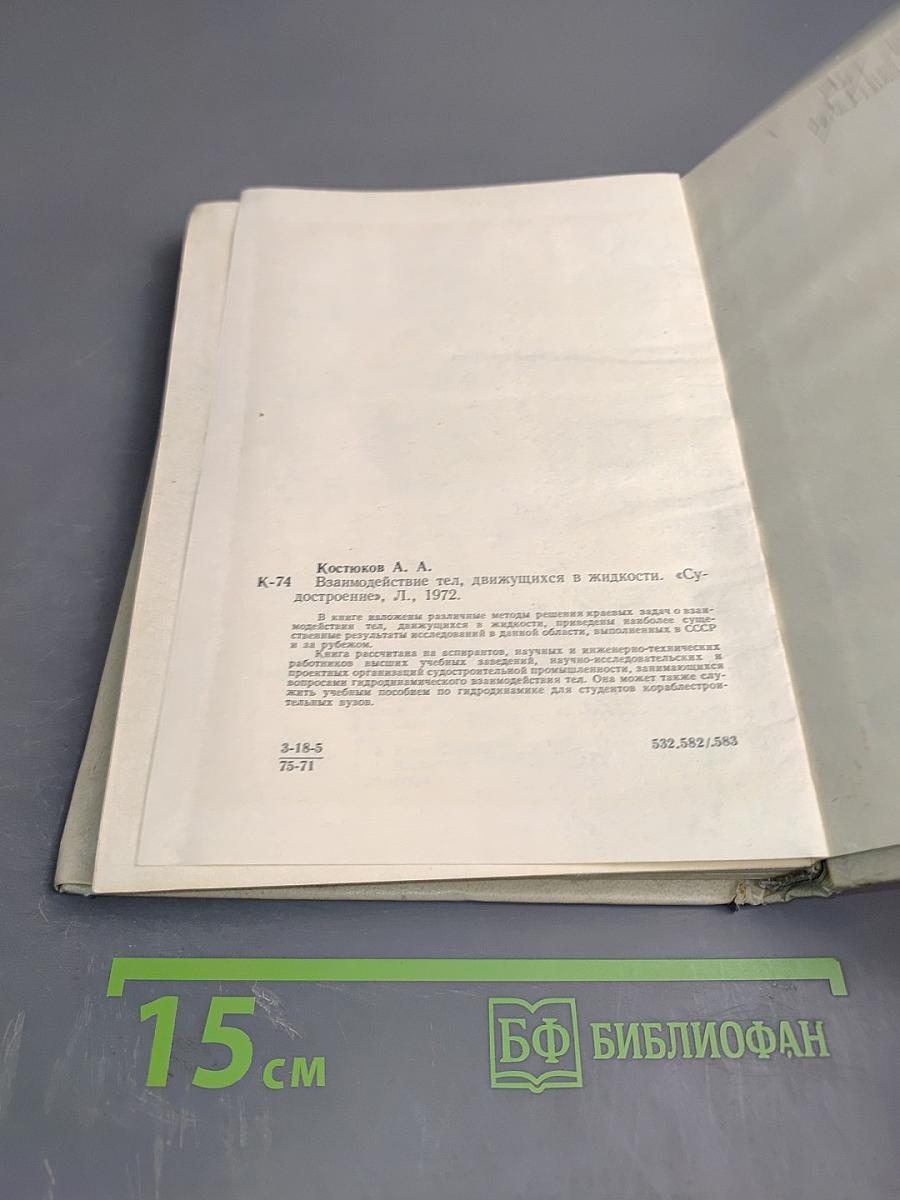 Костюков А. А.
К-74 Взаимодействие тел, движущихся в жидкости. «Су-
достроение», Л., 1972.
В книге изложены различные методы решения краевых задач о взаи-
модействии тел, движущихся в жидкости, приведены наиболее суще-
ственные результаты исследований в данной области, выполненных в СССР
и за рубежом.
Книга рассчитана на аспирантов, научных и инженерно-технических
работников высших учебных заведений, научно-исследовательских и
проектных организаций судостроительной промышленности, занимающихся
вопросами гидродинамического взаимодействия тел. Она может также слу-
жить учебным пособием по гидродинамике для студентов кораблестрои-
тельных вузов.
3-18-5
75-71
532.582/.583
15 см
БФ БИБЛИОФАН